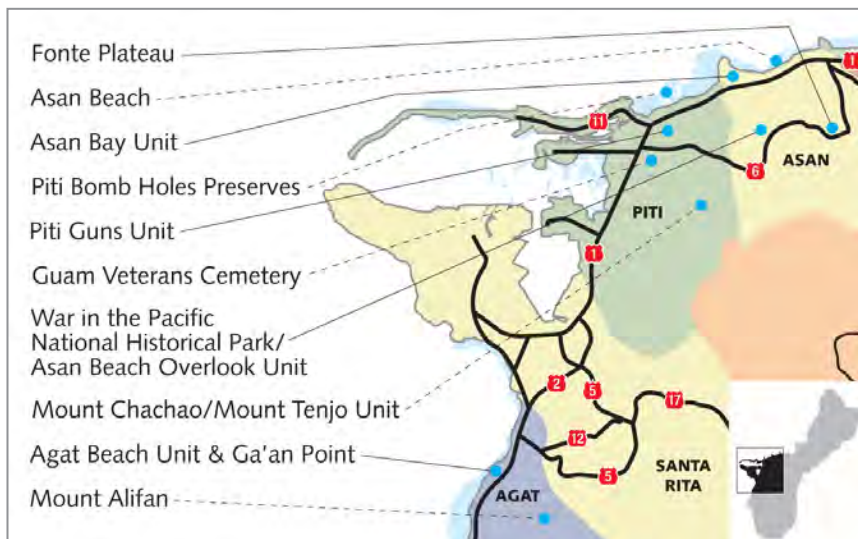 Fonte Plateau
Asan Beach
Asan Bay Unit
Piti Bomb Holes Preserves
Piti Guns Unit
Guam Veterans Cemetery
War in the Pacific
National Historical Park/
Asan Beach Overlook Unit
Mount Chachao/Mount Tenjo Unit
Agat Beach Unit & Ga'an Point
Mount Alifan
1
11
ASAN
6
PITI
1
2
5
17
12
5
SANTA
RITA
AGAT